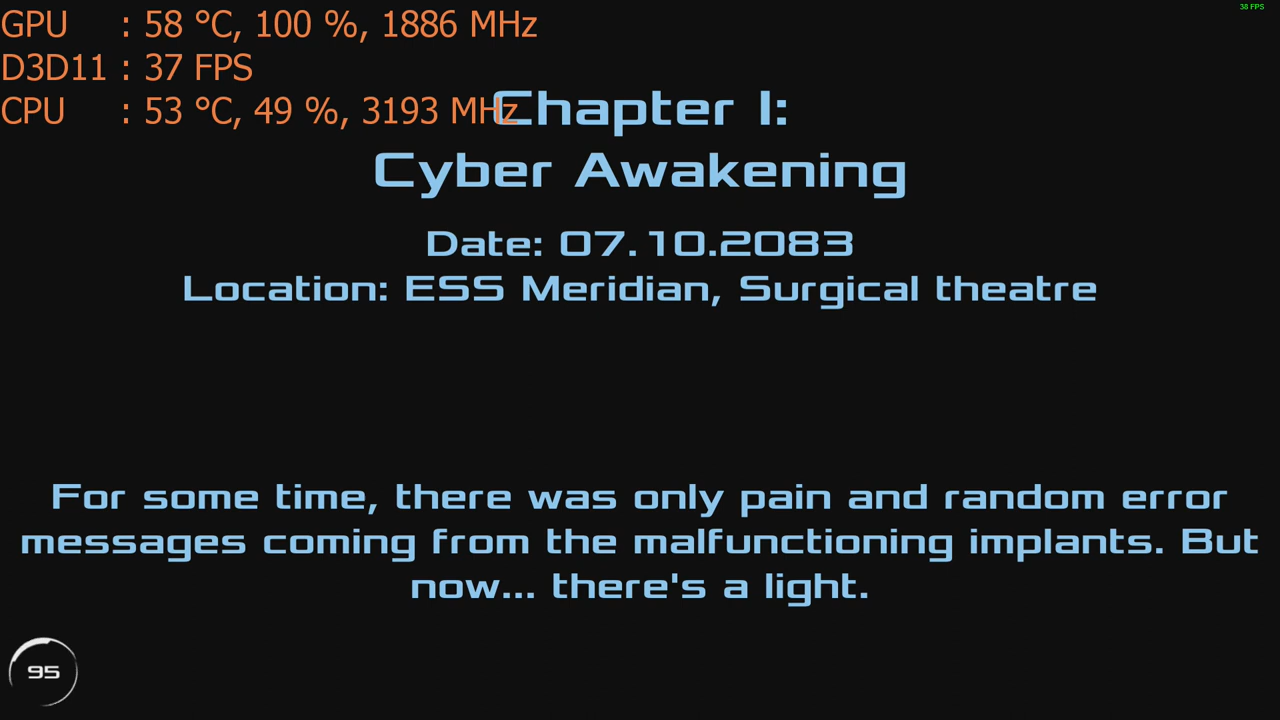 38 FPS
GPU : 58 °C, 100 %, 1886 MHz
D3D11 : 37 FPS
CPU : 53 °C, 49 %, 3193 MHz
Chapter I:
Cyber Awakening
Date: 07.10.2083
Location: ESS Meridian, Surgical theatre
For some time, there was only pain and random error
messages coming from the malfunctioning implants. But
now... there's a light.
95